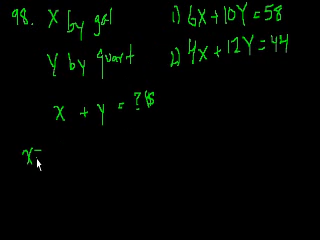 98. X by gal
Y by quart
X + Y = ?$
X=
1) 6X + 10Y = 58
2) 4X + 12Y = 44